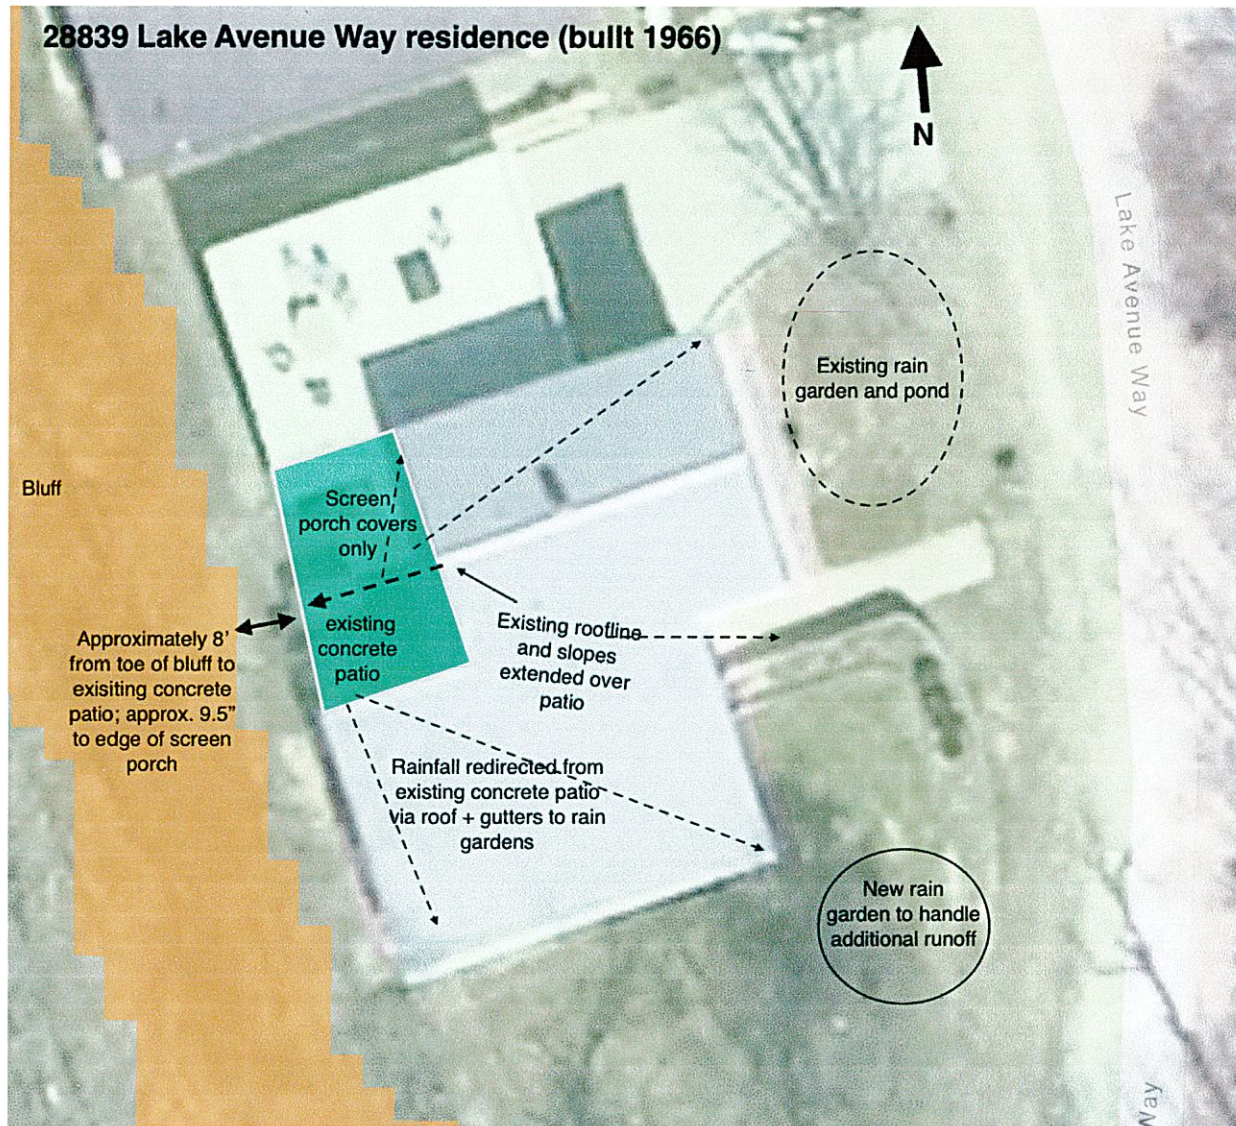 28839 Lake Avenue Way residence (built 1966)
N
Lake Avenue Way
Existing rain
garden and pond
Bluff
Screen
porch covers
only
existing
concrete
patio
Existing roofline
and slopes
extended over
patio
Approximately 8'
from toe of bluff to
exisiting concrete
patio; approx. 9.5"
to edge of screen
porch
Rainfall redirected from
existing concrete patio
via roof + gutters to rain
gardens
New rain
garden to handle
additional runoff
Way